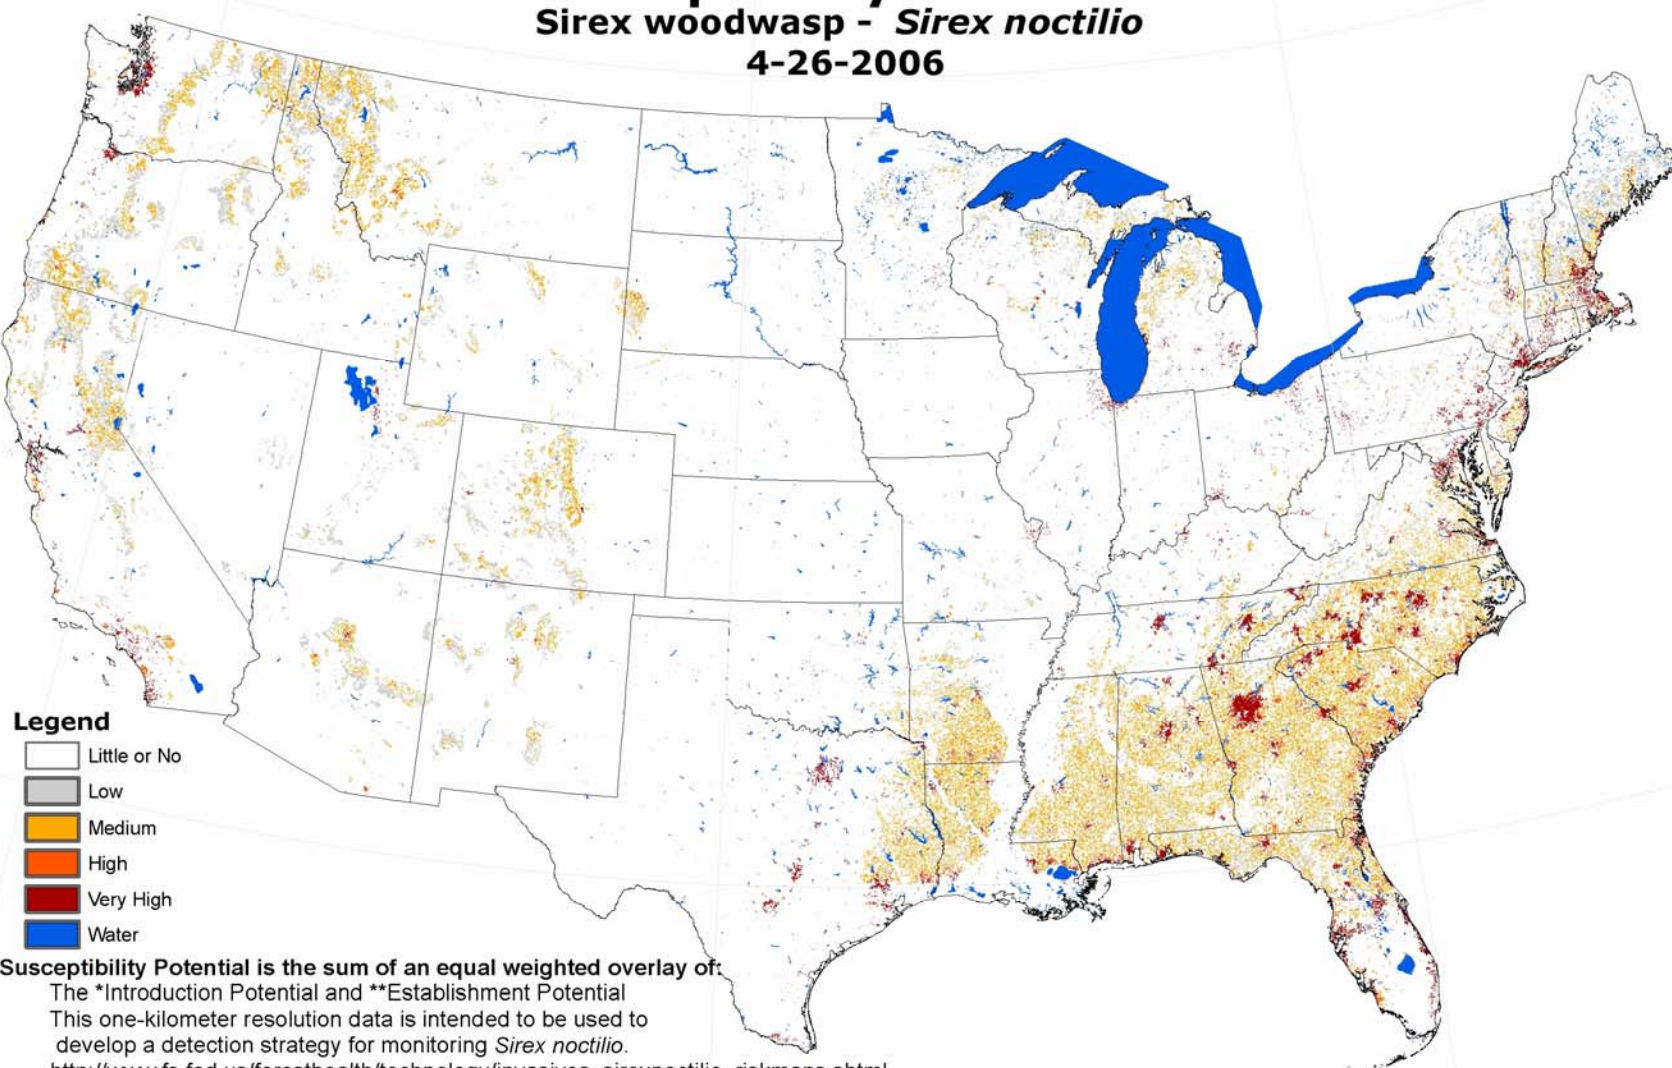 Sirex woodwasp - Sirex noctilio
4-26-2006
Legend
Little or No
Low
Medium
High
Very High
Water
Susceptibility Potential is the sum of an equal weighted overlay of:
The *Introduction Potential and **Establishment Potential
This one-kilometer resolution data is intended to be used to
develop a detection strategy for monitoring Sirex noctilio.